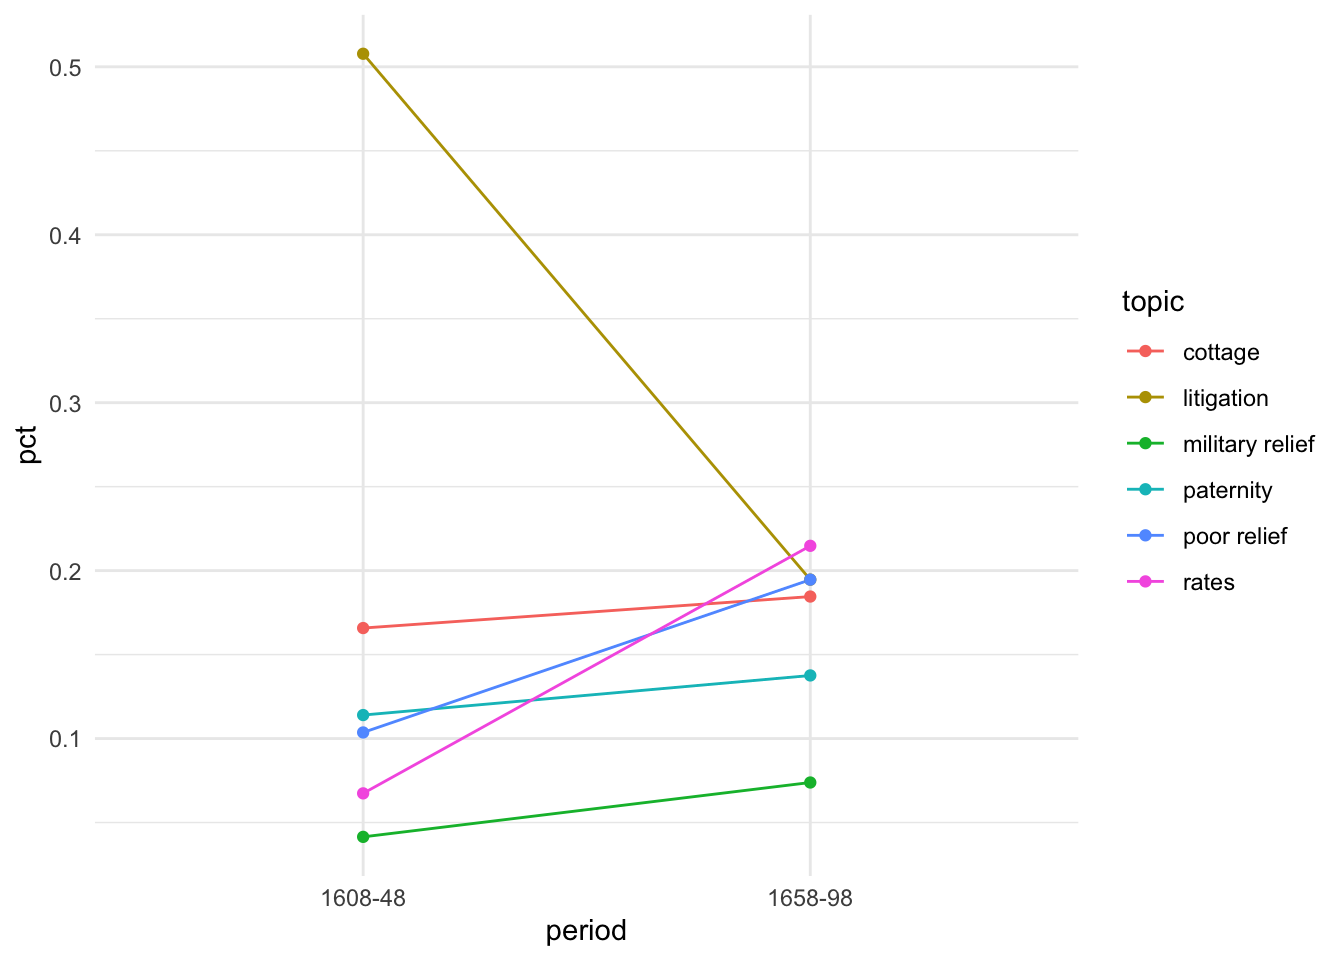 0.5
0.4
0.3
0.2
0.1
pct
1608-48
1658-98
period
topic
cottage
litigation
military relief
paternity
poor relief
rates